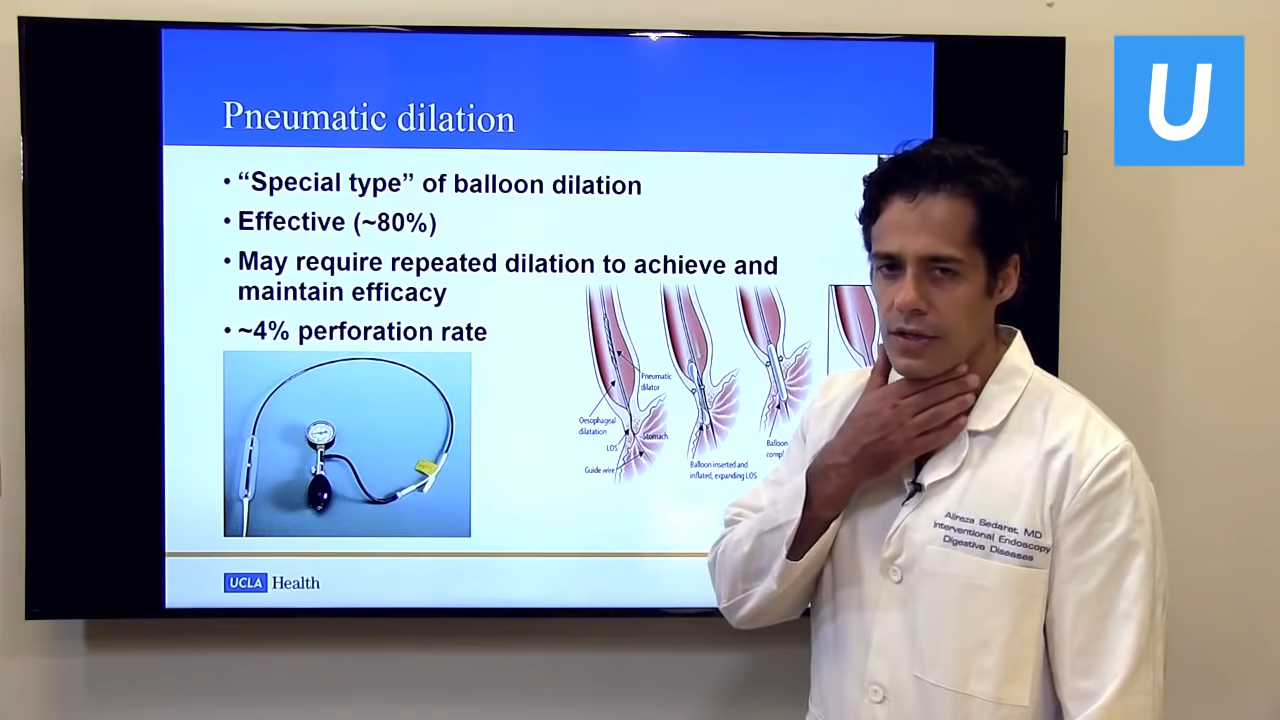 U
Pneumatic dilation
• “Special type” of balloon dilation
• Effective (~80%)
• May require repeated dilation to achieve and
maintain efficacy
• ~4% perforation rate
Pneumatic
dilator
Oesophageal
dilatation
LOS
Stomach
Guide wire
Balloon inserted and
inflated, expanding LOS
Balloon
compl
UCLA Health
Alireza Sedarat, MD
Interventional Endoscopy
Digestive Diseases